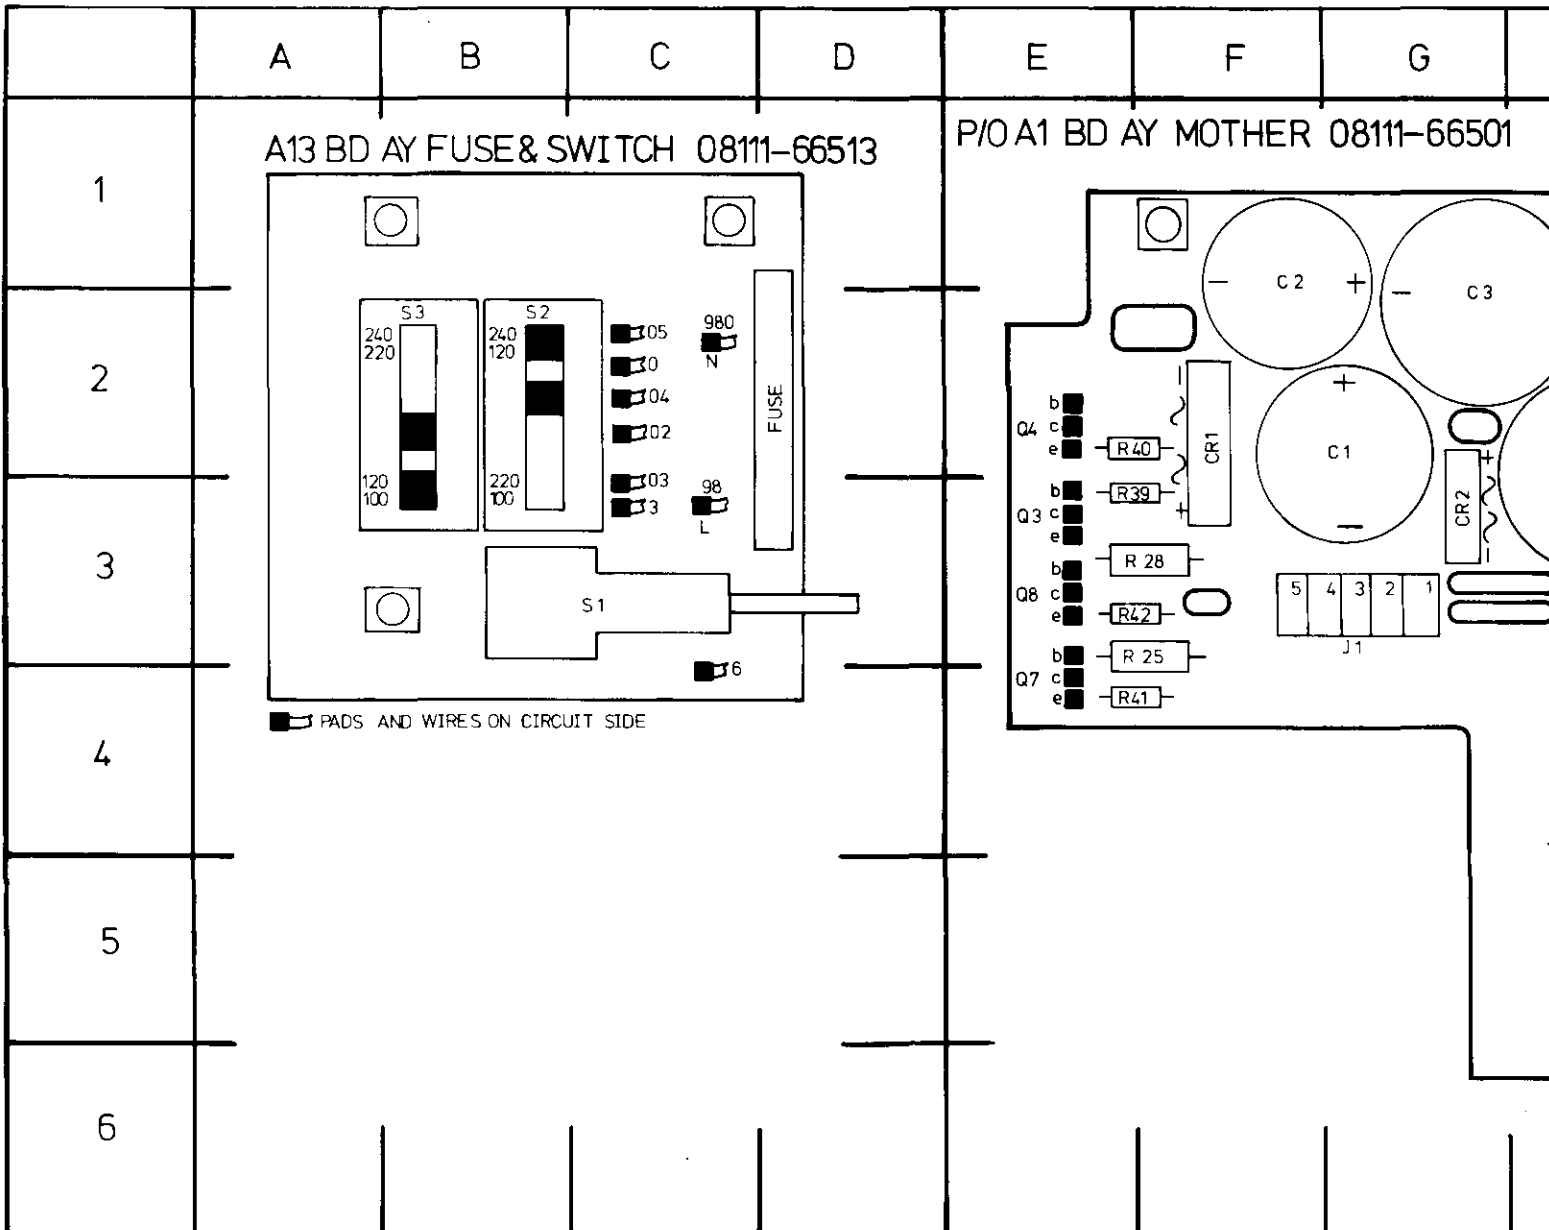 A B C D E F G
1
2
3
4
5
6
A13 BD AY FUSE & SWITCH 08111-66513
S3
240
220
120
100
S2
240
120
220
100
05
0
04
02
03
3
980
N
98
L
FUSE
S1
6
PADS AND WIRES ON CIRCUIT SIDE
P/O A1 BD AY MOTHER 08111-66501
- C2 +
- C3
+
C1
-
b
Q4 c
e
R40
b
Q3 c
e
R39
- ~ ~ +
CR1
+ ~ ~ -
CR2
R 28
b
Q8 c
e
R42
b
Q7 c
e
R 25
R41
5 4 3 2 1
J1